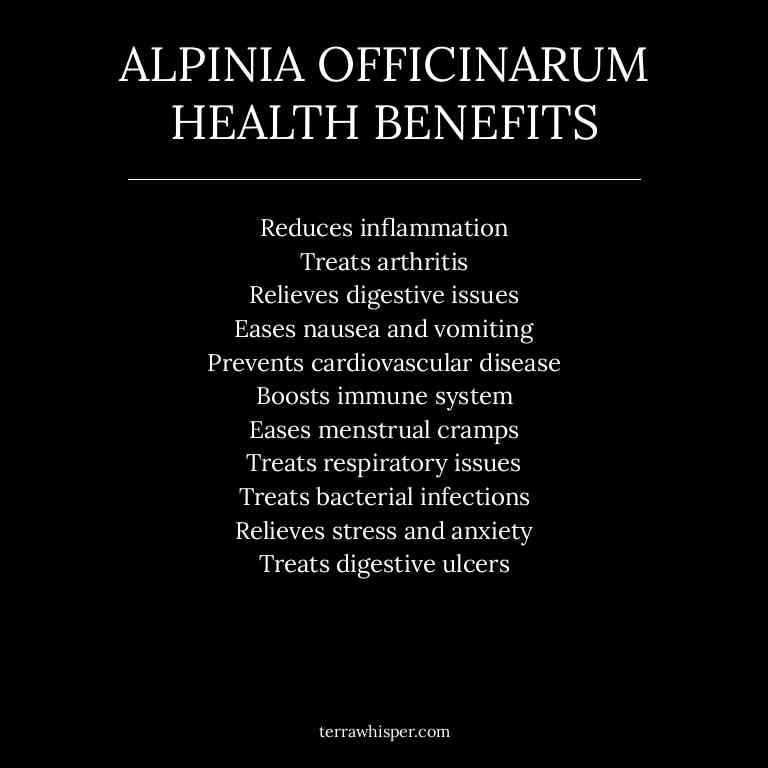 ALPINIA OFFICINARUM
HEALTH BENEFITS
Reduces inflammation
Treats arthritis
Relieves digestive issues
Eases nausea and vomiting
Prevents cardiovascular disease
Boosts immune system
Eases menstrual cramps
Treats respiratory issues
Treats bacterial infections
Relieves stress and anxiety
Treats digestive ulcers
terrawhisper.com